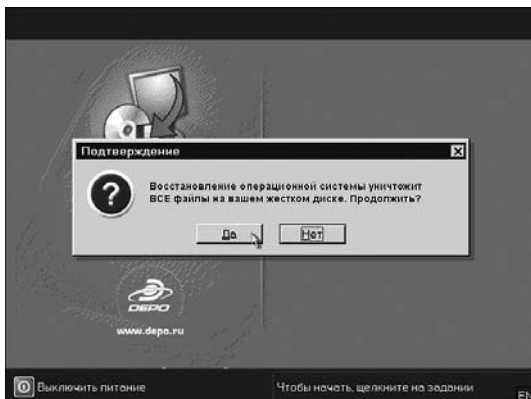 Подтверждение
Восстановление операционной системы уничтожит
ВСЕ файлы на вашем жестком диске. Продолжить?
Да
Нет
DEPO
www.depo.ru
Выключить питание
Чтобы начать, щелкните на задании
EN